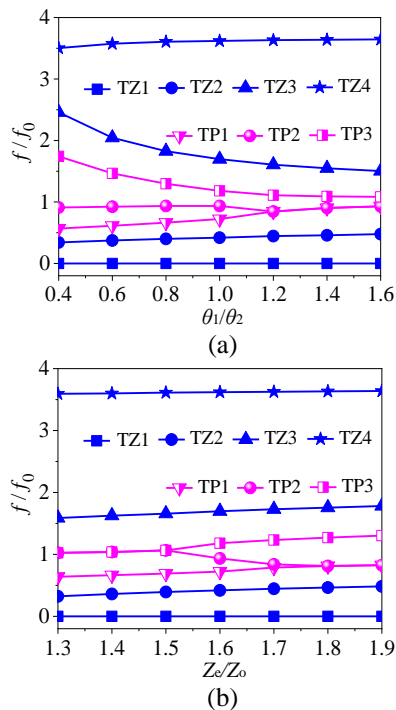 (a)
4
3
2
1
0
f / f0
TZ1 TZ2 TZ3 TZ4
TP1 TP2 TP3
0.4 0.6 0.8 1.0 1.2 1.4 1.6
θ1/θ2
(a)
4
3
2
1
0
f / f0
TZ1 TZ2 TZ3 TZ4
TP1 TP2 TP3
1.3 1.4 1.5 1.6 1.7 1.8 1.9
Ze/Zo
(b)